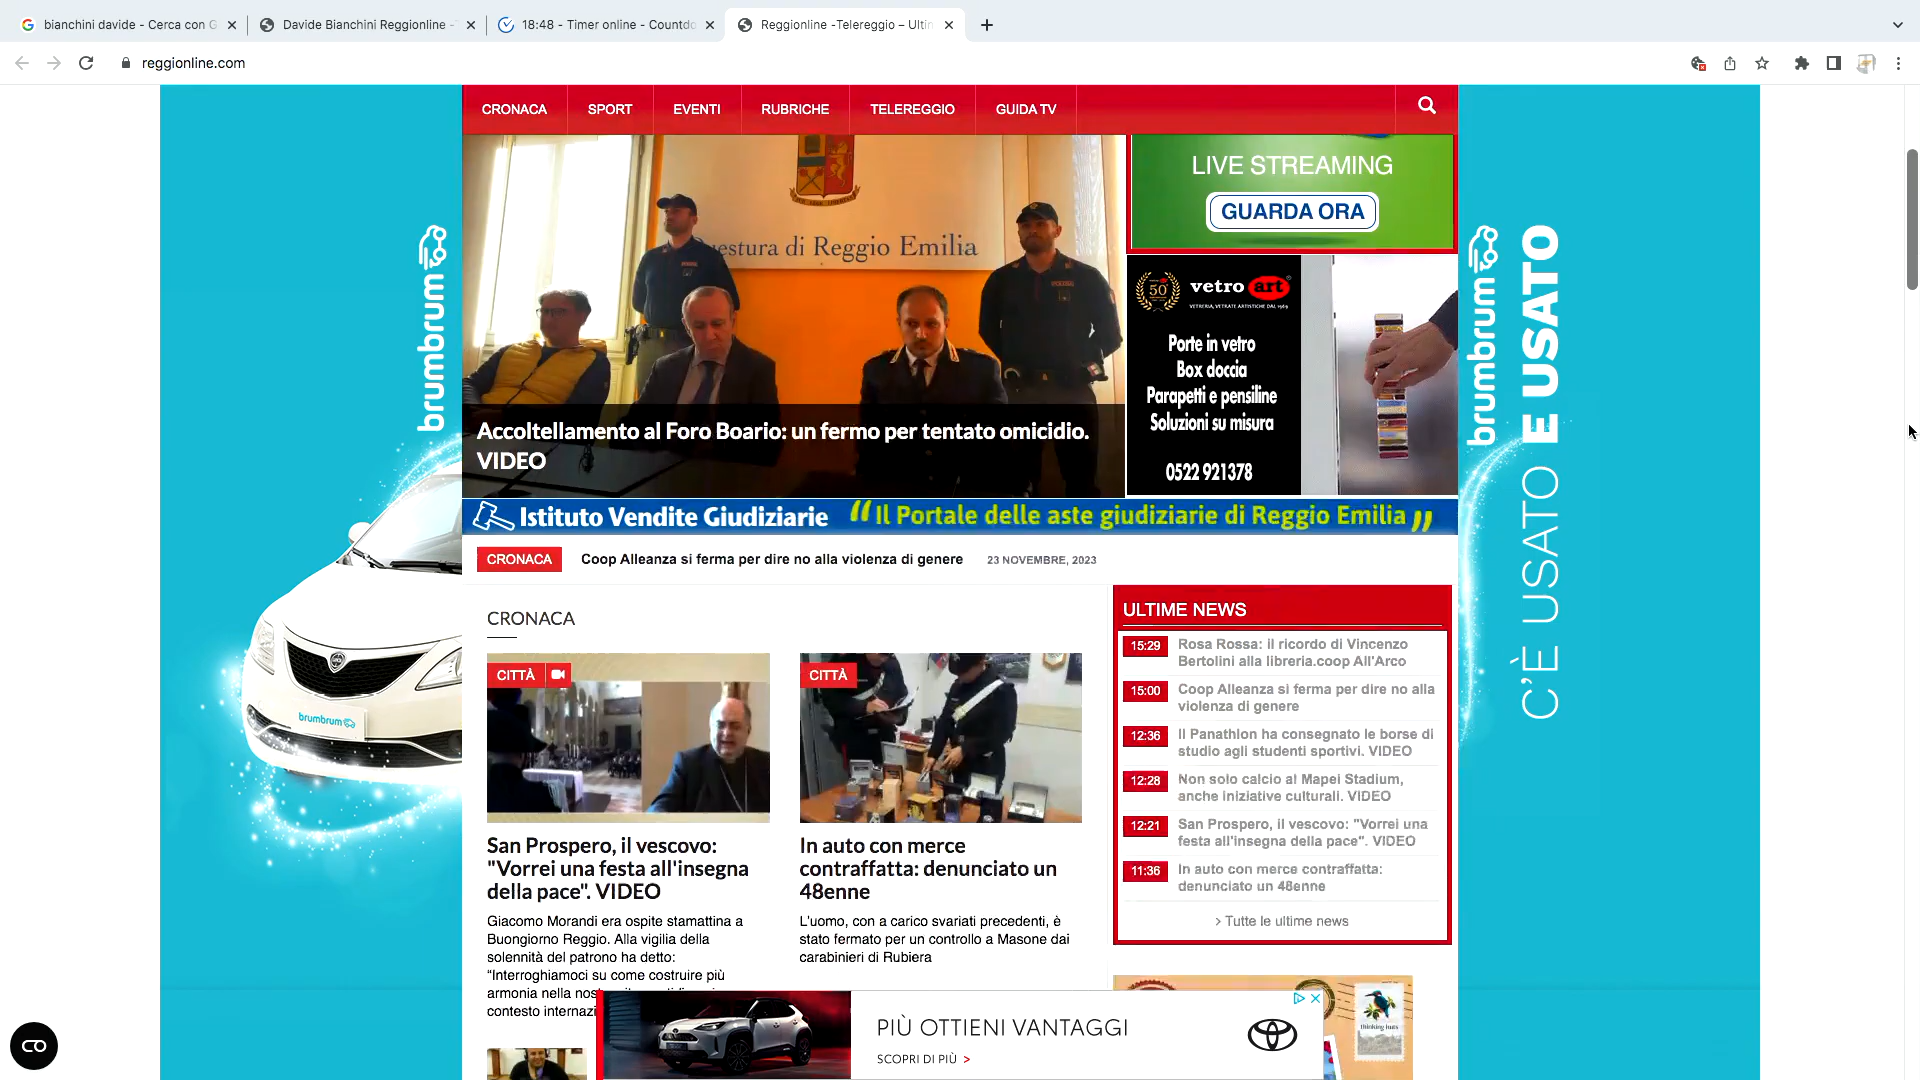 bianchini davide - Cerca con G
Davide Bianchini Reggionline -
18:48 - Timer online - Countdo
Reggionline -Telereggio – Ultim
reggionline.com
CRONACA
SPORT
EVENTI
RUBRICHE
TELEREGGIO
GUIDA TV
uestura di Reggio Emilia
Accoltellamento al Foro Boario: un fermo per tentato omicidio.
VIDEO
LIVE STREAMING
GUARDA ORA
50
vetro art
VETRERIA, VETRATE ARTISTICHE DAL 1969
Porte in vetro
Box doccia
Parapetti e pensiline
Soluzioni su misura
0522 921378
brumbrum
brumbrum
C'È USATO E USATO
brumbrum
Istituto Vendite Giudiziarie
"Il Portale delle aste giudiziarie di Reggio Emilia"
CRONACA
Coop Alleanza si ferma per dire no alla violenza di genere
23 NOVEMBRE, 2023
CRONACA
CITTÀ
San Prospero, il vescovo:
"Vorrei una festa all'insegna
della pace". VIDEO
Giacomo Morandi era ospite stamattina a
Buongiorno Reggio. Alla vigilia della
solennità del patrono ha detto:
“Interroghiamoci su come costruire più
armonia nella
contesto
CITTÀ
In auto con merce
contraffatta: denunciato un
48enne
L'uomo, con a carico svariati precedenti, è
stato fermato per un controllo a Masone dai
carabinieri di Rubiera
ULTIME NEWS
15:29
Rosa Rossa: il ricordo di Vincenzo
Bertolini alla libreria.coop All'Arco
15:00
Coop Alleanza si ferma per dire no alla
violenza di genere
12:36
Il Panathlon ha consegnato le borse di
studio agli studenti sportivi. VIDEO
12:28
Non solo calcio al Mapei Stadium,
anche iniziative culturali. VIDEO
12:21
San Prospero, il vescovo: "Vorrei una
festa all'insegna della pace". VIDEO
11:36
In auto con merce contraffatta:
denunciato un 48enne
> Tutte le ultime news
thinking huts
PIÙ OTTIENI VANTAGGI
SCOPRI DI PIÙ >